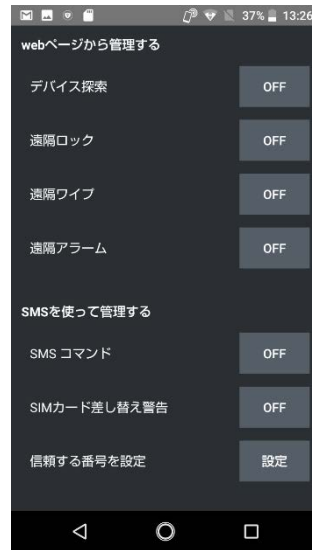 37% 13:26
webページから管理する
デバイス探索 OFF
遠隔ロック OFF
遠隔ワイプ OFF
遠隔アラーム OFF
SMSを使って管理する
SMS コマンド OFF
SIMカード差し替え警告 OFF
信頼する番号を設定 設定